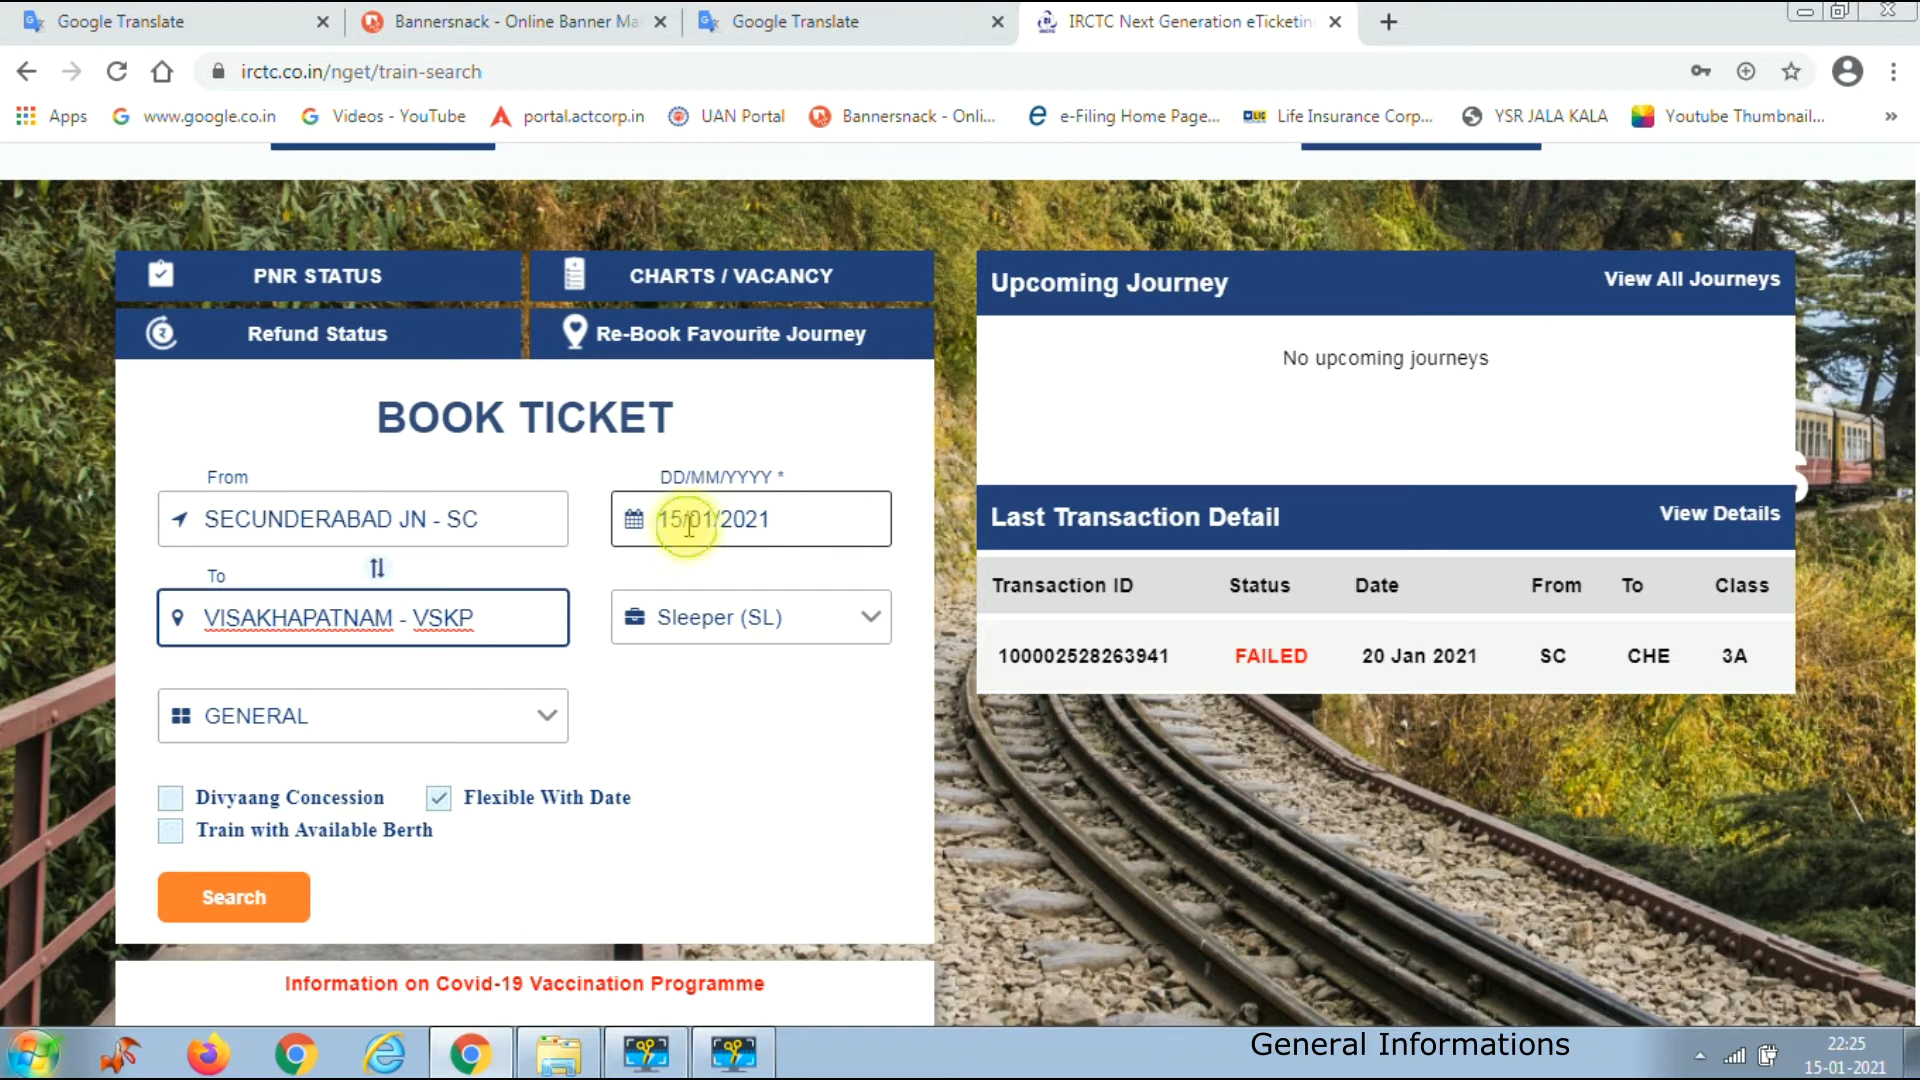 Google Translate
Bannersnack - Online Banner Ma
Google Translate
IRCTC Next Generation eTicketin
irctc.co.in/nget/train-search
Apps
www.google.co.in
Videos - YouTube
portal.actcorp.in
UAN Portal
Bannersnack - Onli...
e-Filing Home Page...
Life Insurance Corp...
YSR JALA KALA
Youtube Thumbnail...
»
PNR STATUS
CHARTS / VACANCY
Refund Status
Re-Book Favourite Journey
BOOK TICKET
From
DD/MM/YYYY *
SECUNDERABAD JN - SC
15/01/2021
To
VISAKHAPATNAM - VSKP
Sleeper (SL)
GENERAL
Divyaang Concession
Flexible With Date
Train with Available Berth
Search
Information on Covid-19 Vaccination Programme
Upcoming Journey
View All Journeys
No upcoming journeys
S
Last Transaction Detail
View Details
Transaction ID Status Date From To Class
100002528263941 FAILED 20 Jan 2021 SC CHE 3A
General Informations
22:25
15-01-2021